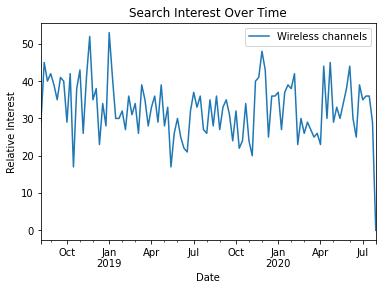 Search Interest Over Time
Wireless channels
Relative Interest
50
40
30
20
10
0
Oct
Jan
2019
Apr
Jul
Oct
Jan
2020
Apr
Jul
Date